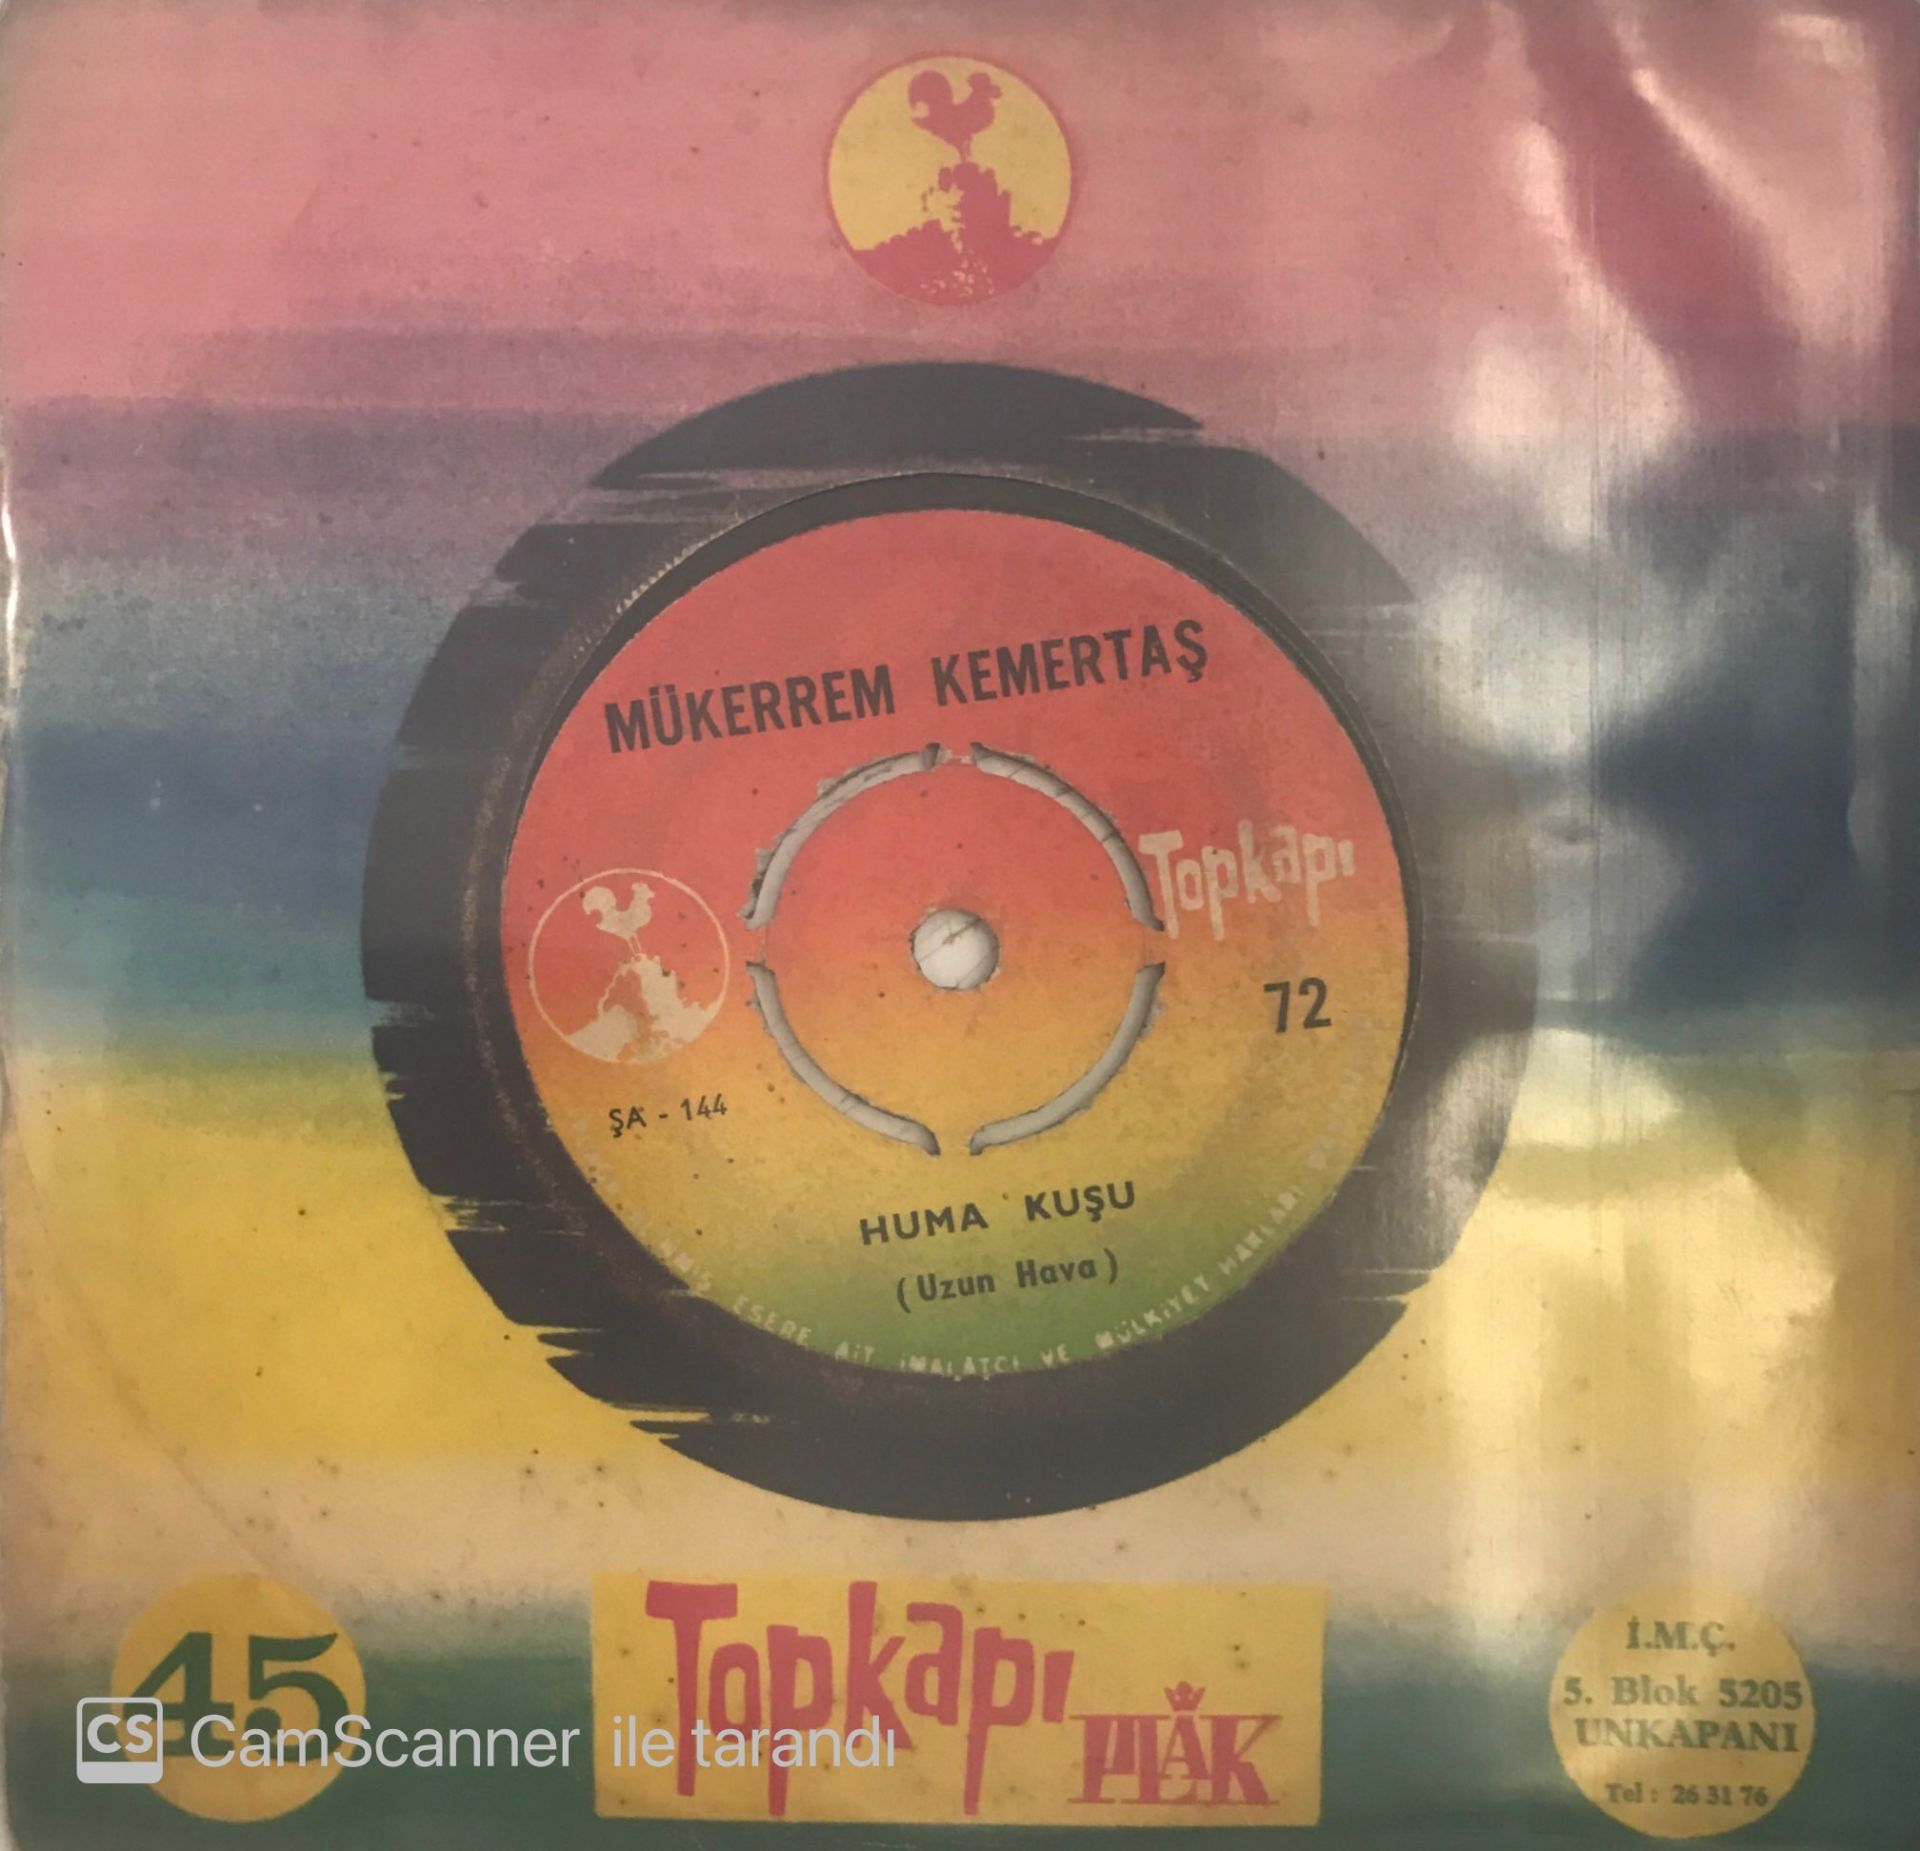 MÜKERREM KEMERTAŞ
Topkapı
72
ŞA - 144
HUMA KUŞU
(Uzun Hava)
ESERE AİT İMALATÇI VE MÜLKİYET HAKLARI
45
Topkapı
PLAK
İ.M.Ç.
5. Blok 5205
UNKAPANI
Tel: 26 31 76
CS CamScanner ile tarandı